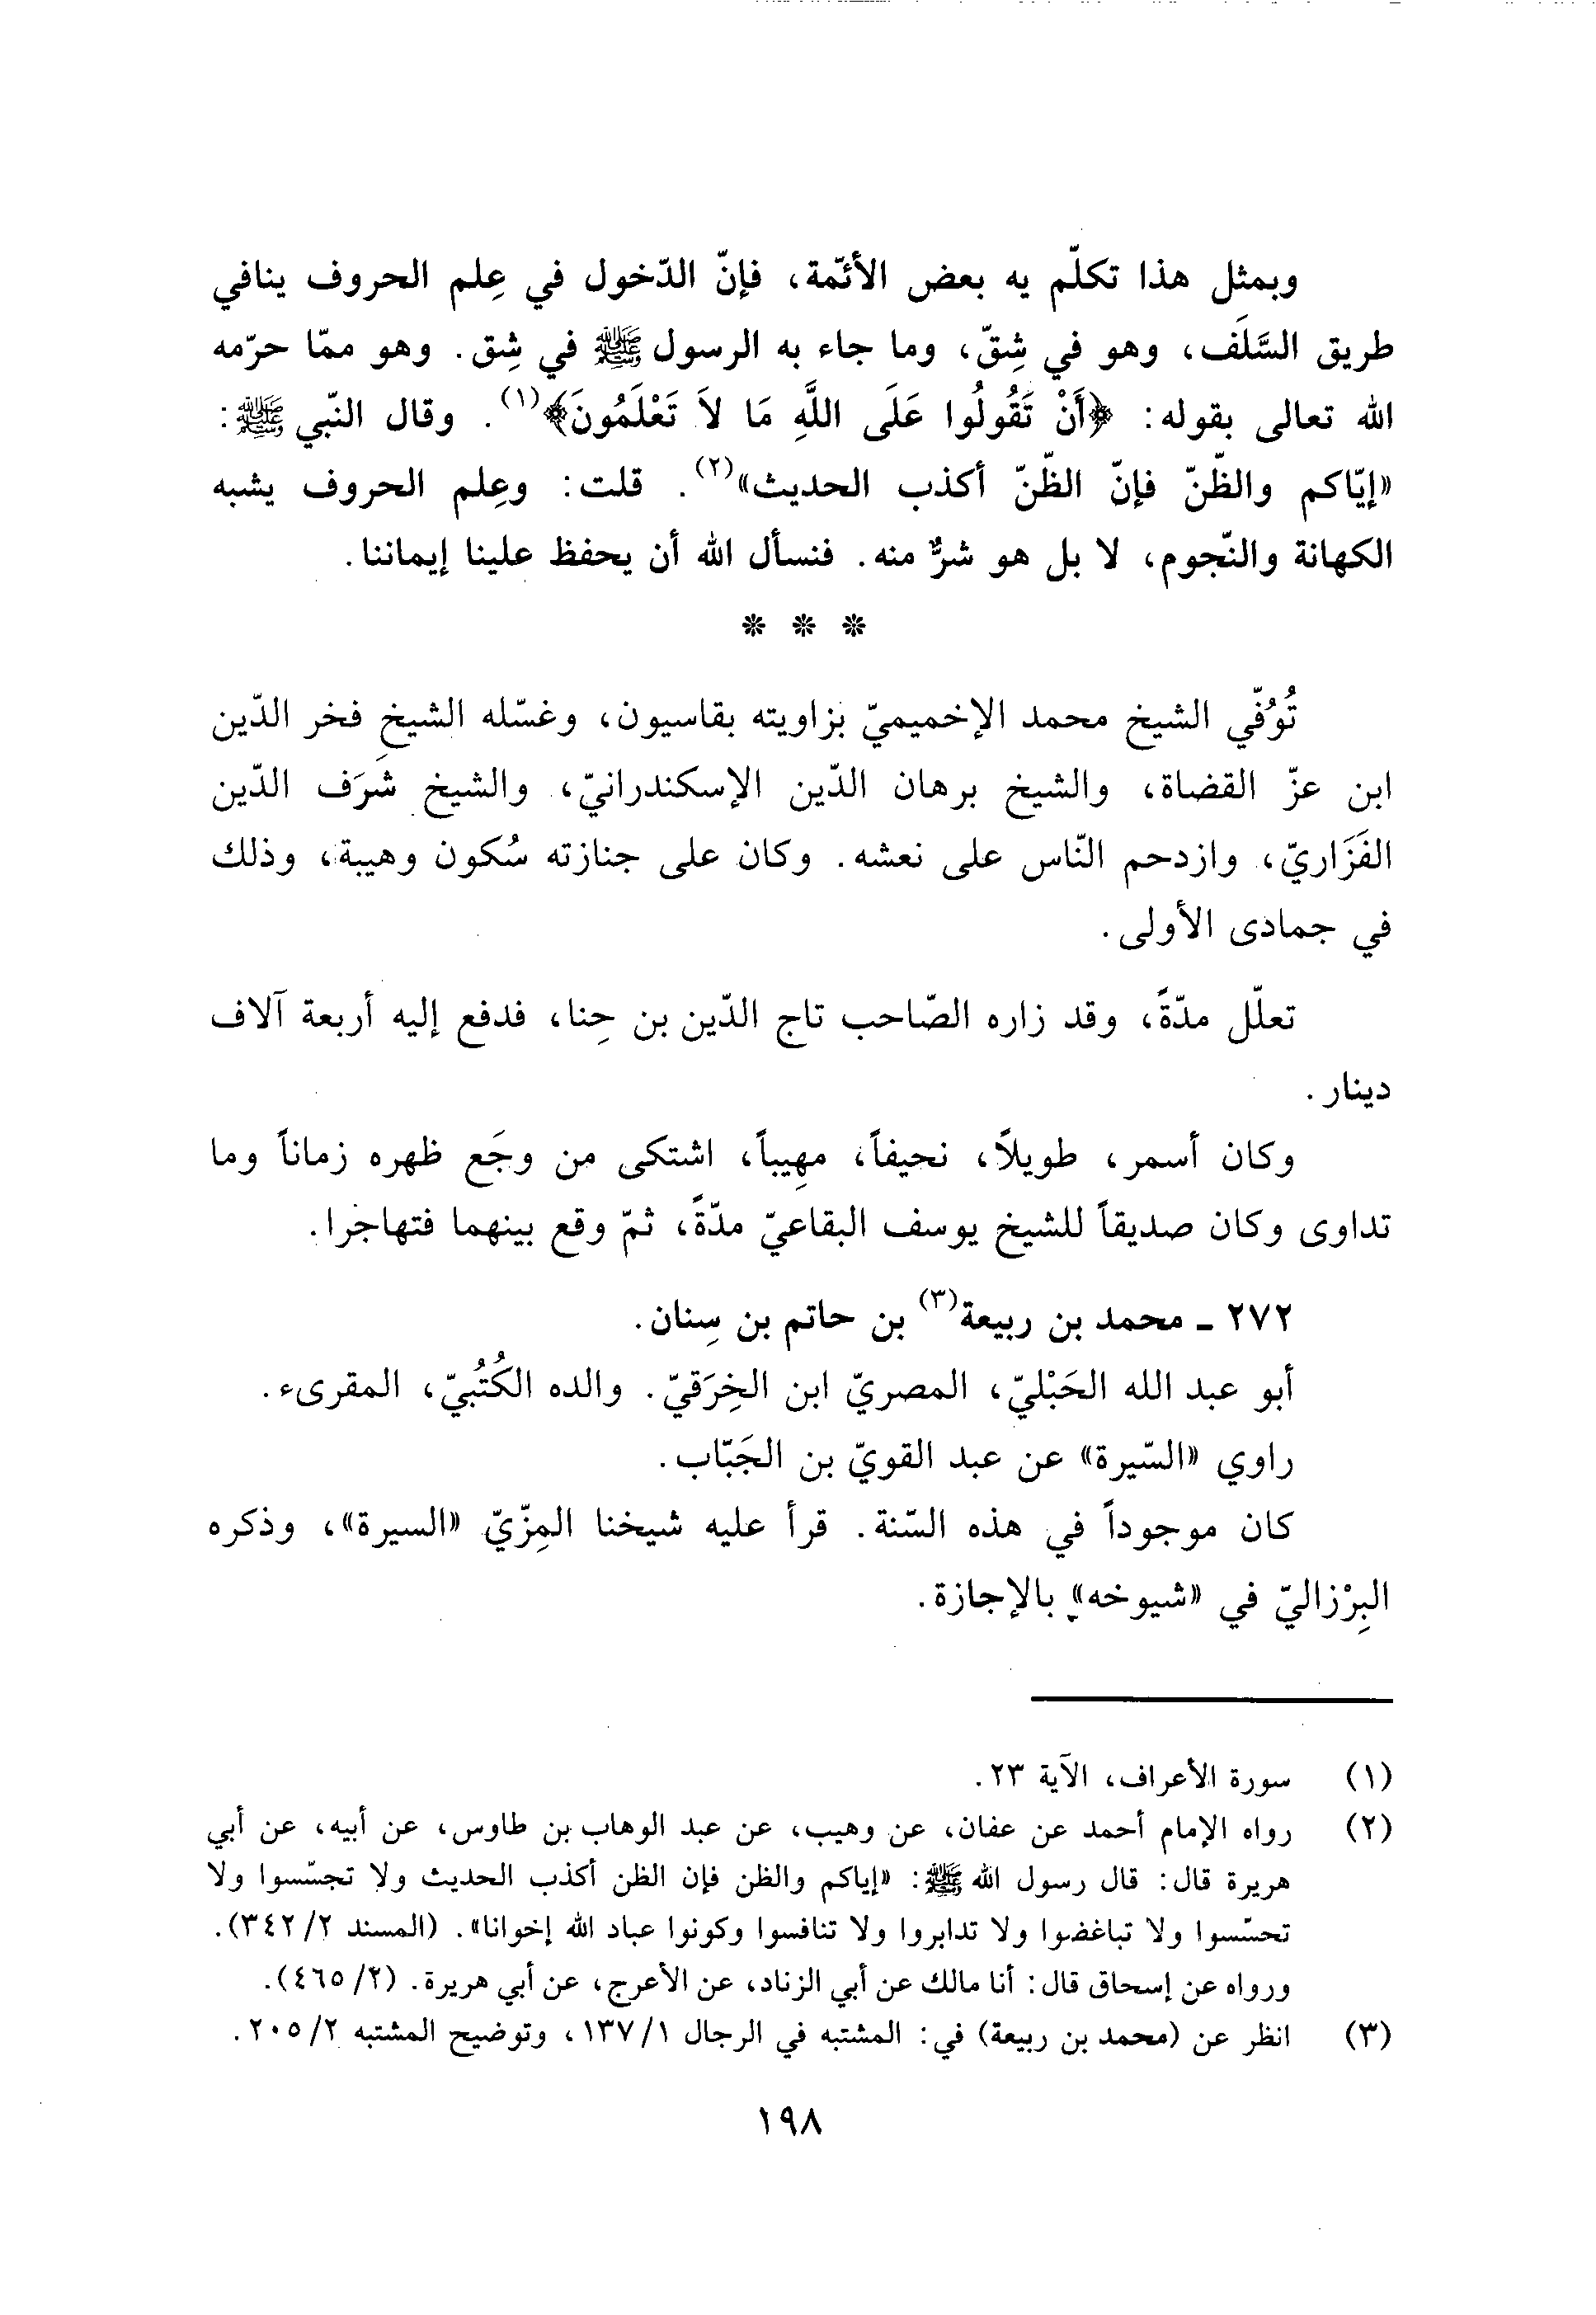 وبمثل هذا تكلّم يه بعض الأئمّة، فإنّ الدّخول في عِلم الحروف ينافي
طريق السَّلَف، وهو في شِقّ، وما جاء به الرسول ﷺ في شِق. وهو ممّا حرّمه
الله تعالى بقوله: ﴿أَنْ تَقُولُوا عَلَى اللَّهِ مَا لاَ تَعْلَمُونَ﴾(١). وقال النّبي ﷺ:
«إيّاكم والظّنّ فإنّ الظّنّ أكذب الحديث»(٢). قلت: وعِلم الحروف يشبه
الكهانة والنّجوم، لا بل هو شرٌّ منه. فنسأل الله أن يحفظ علينا إيماننا.
* * *
تُوُفّي الشيخ محمد الإخميميّ بزاويته بقاسيون، وغسّله الشيخ فخر الدّين
ابن عزّ القضاة، والشيخ برهان الدّين الإسكندرانيّ، والشيخ شَرَف الدّين
الفَزَاريّ، وازدحم النّاس على نعشه. وكان على جنازته سُكون وهيبة، وذلك
في جمادى الأولى.
تعلّل مدّةً، وقد زاره الصّاحب تاج الدّين بن حِنا، فدفع إليه أربعة آلاف
دينار.
وكان أسمر، طويلاً، نحيفاً، مهِيباً، اشتكى من وجَع ظهره زماناً وما
تداوى وكان صديقاً للشيخ يوسف البقاعيّ مدّةً، ثمّ وقع بينهما فتهاجرا.
٢٧٢ - محمد بن ربيعة(٣) بن حاتم بن سِنان.
أبو عبد الله الحَبْليّ، المصريّ ابن الخِرَقيّ. والده الكُتُبيّ، المقرىء.
راوي «السّيرة» عن عبد القويّ بن الجَبّاب.
كان موجوداً في هذه السّنة. قرأ عليه شيخنا المِزّيّ «السيرة»، وذكره
البِرْزاليّ في «شيوخه» بالإجازة.
(١) سورة الأعراف، الآية ٢٣.
(٢) رواه الإمام أحمد عن عفان، عن وهيب، عن عبد الوهاب بن طاوس، عن أبيه، عن أبي
هريرة قال: قال رسول الله ﷺ: «إياكم والظن فإن الظن أكذب الحديث ولا تجسّسوا ولا
تحسّسوا ولا تباغضوا ولا تدابروا ولا تنافسوا وكونوا عباد الله إخوانا». (المسند ٣٤٢/٢).
ورواه عن إسحاق قال: أنا مالك عن أبي الزناد، عن الأعرج، عن أبي هريرة. (٤٦٥/٢).
(٣) انظر عن (محمد بن ربيعة) في: المشتبه في الرجال ١٣٧/١، وتوضيح المشتبه ٢٠٥/٢.
١٩٨